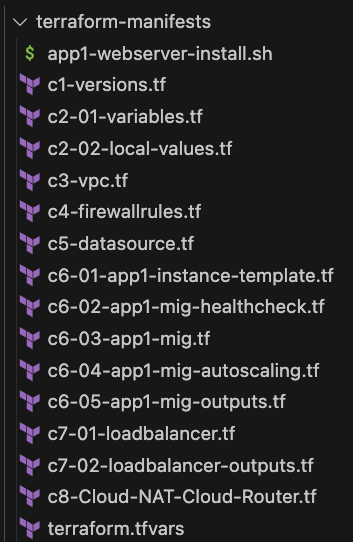 terraform-manifests
$ app1-webserver-install.sh
c1-versions.tf
c2-01-variables.tf
c2-02-local-values.tf
c3-vpc.tf
c4-firewallrules.tf
c5-datasource.tf
c6-01-app1-instance-template.tf
c6-02-app1-mig-healthcheck.tf
c6-03-app1-mig.tf
c6-04-app1-mig-autoscaling.tf
c6-05-app1-mig-outputs.tf
c7-01-loadbalancer.tf
c7-02-loadbalancer-outputs.tf
c8-Cloud-NAT-Cloud-Router.tf
terraform.tfvars